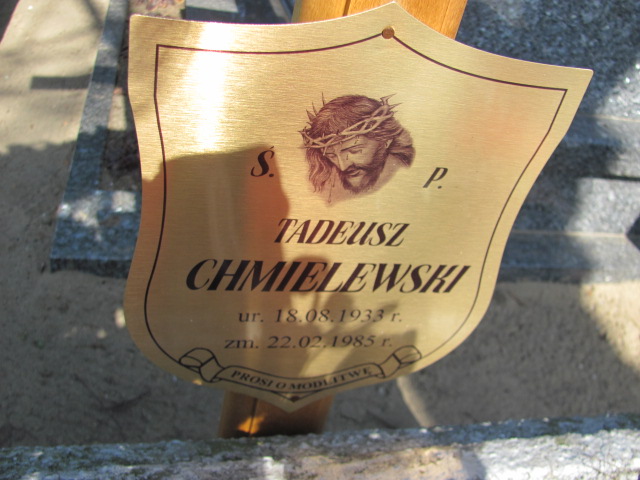 Ś. P.
TADEUSZ
CHMIELEWSKI
ur. 18.08.1933 r.
zm. 22.02.1985 r.
PROSI O MODLITWĘ